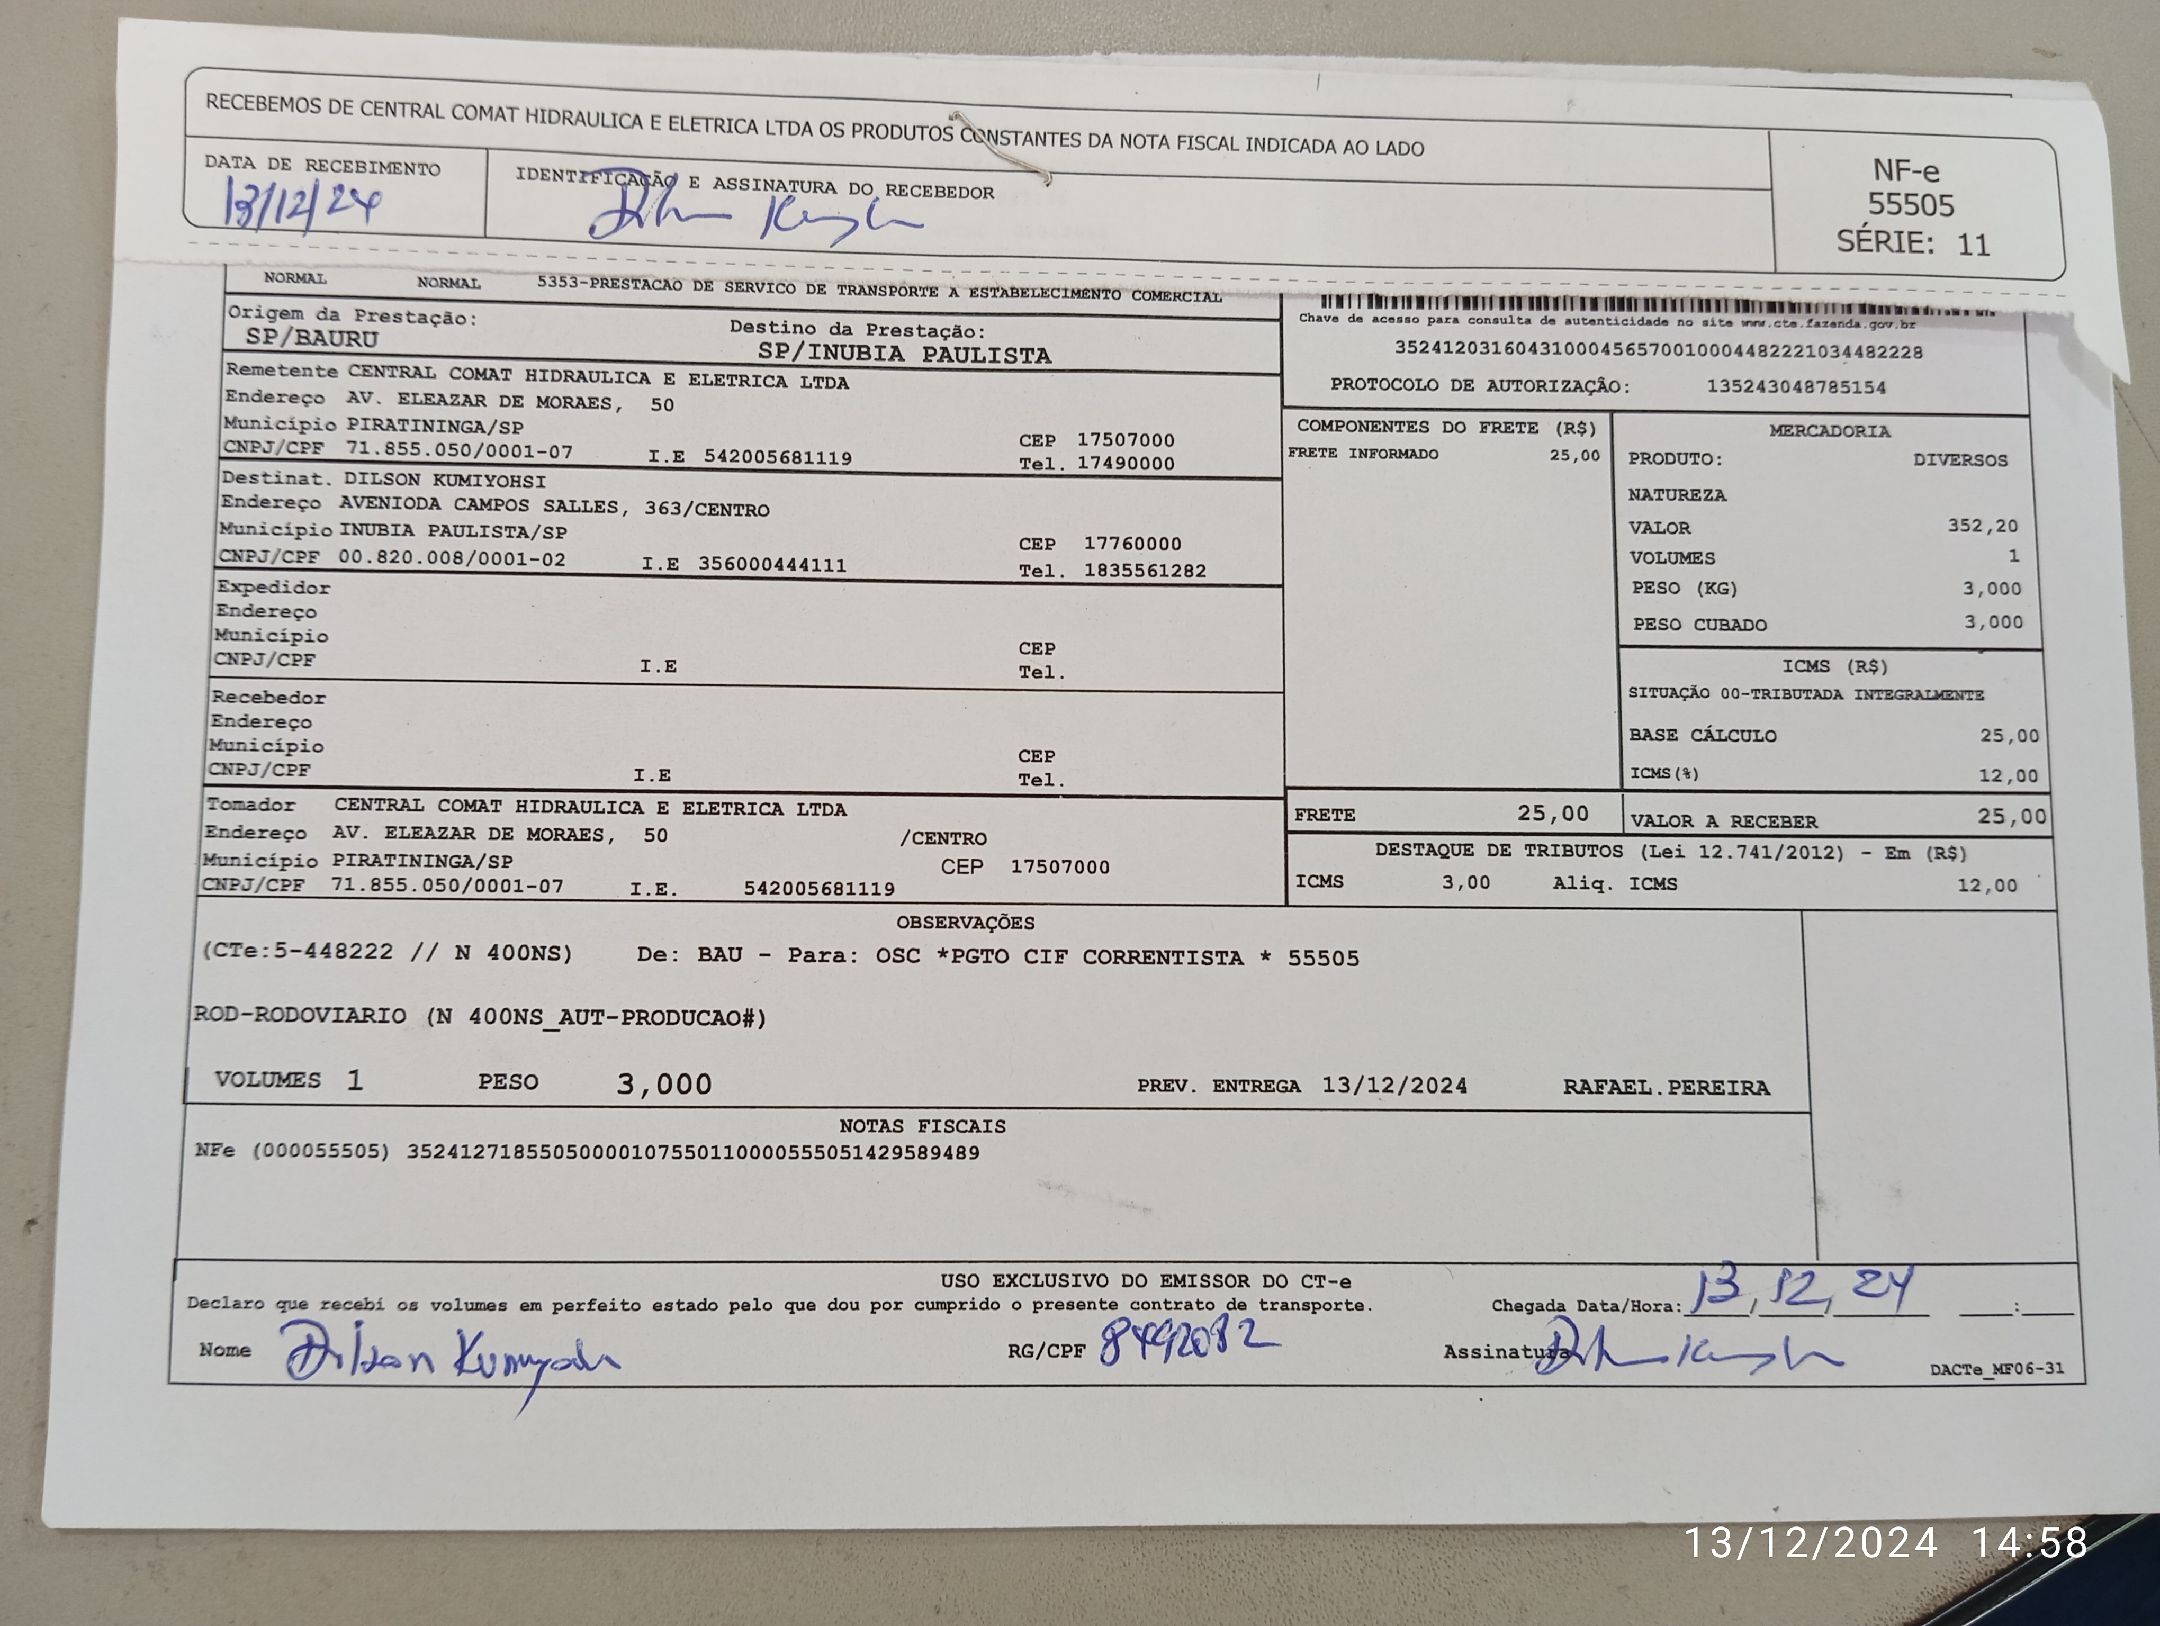 RECEBEMOS DE CENTRAL COMAT HIDRAULICA E ELETRICA LTDA OS PRODUTOS CONSTANTES DA NOTA FISCAL INDICADA AO LADO
DATA DE RECEBIMENTO
13/12/24
IDENTIFICAÇÃO E ASSINATURA DO RECEBEDOR
NF-e
55505
SÉRIE: 11
NORMAL NORMAL 5353-PRESTACAO DE SERVICO DE TRANSPORTE A ESTABELECIMENTO COMERCIAL
Origem da Prestação:
SP/BAURU
Destino da Prestação:
SP/INUBIA PAULISTA
Chave de acesso para consulta de autenticidade no site www.cte.fazenda.gov.br
35241203160431000456570010004482221034482228
PROTOCOLO DE AUTORIZAÇÃO: 135243048785154
Remetente CENTRAL COMAT HIDRAULICA E ELETRICA LTDA
Endereço AV. ELEAZAR DE MORAES, 50
Município PIRATININGA/SP CEP 17507000
CNPJ/CPF 71.855.050/0001-07 I.E 542005681119 Tel. 17490000
Destinat. DILSON KUMIYOHSI
Endereço AVENIODA CAMPOS SALLES, 363/CENTRO
Município INUBIA PAULISTA/SP CEP 17760000
CNPJ/CPF 00.820.008/0001-02 I.E 356000444111 Tel. 1835561282
Expedidor
Endereço
Município CEP
CNPJ/CPF I.E Tel.
Recebedor
Endereço
Município CEP
CNPJ/CPF I.E Tel.
Tomador CENTRAL COMAT HIDRAULICA E ELETRICA LTDA
Endereço AV. ELEAZAR DE MORAES, 50 /CENTRO
Município PIRATININGA/SP CEP 17507000
CNPJ/CPF 71.855.050/0001-07 I.E. 542005681119
COMPONENTES DO FRETE (R$)
FRETE INFORMADO 25,00
MERCADORIA
PRODUTO: DIVERSOS
NATUREZA
VALOR 352,20
VOLUMES 1
PESO (KG) 3,000
PESO CUBADO 3,000
ICMS (R$)
SITUAÇÃO 00-TRIBUTADA INTEGRALMENTE
BASE CÁLCULO 25,00
ICMS(%) 12,00
FRETE 25,00 VALOR A RECEBER 25,00
DESTAQUE DE TRIBUTOS (Lei 12.741/2012) - Em (R$)
ICMS 3,00 Aliq. ICMS 12,00
OBSERVAÇÕES
(CTe:5-448222 // N 400NS) De: BAU - Para: OSC *PGTO CIF CORRENTISTA * 55505
ROD-RODOVIARIO (N 400NS_AUT-PRODUCAO#)
VOLUMES 1 PESO 3,000 PREV. ENTREGA 13/12/2024 RAFAEL.PEREIRA
NOTAS FISCAIS
NFe (000055505) 35241271855050000107550110000555051429589489
USO EXCLUSIVO DO EMISSOR DO CT-e
Declaro que recebi os volumes em perfeito estado pelo que dou por cumprido o presente contrato de transporte. Chegada Data/Hora: 13, 12, 24 :
Nome Dilson RG/CPF 8492082 Assinatura
DACTe_MF06-31
13/12/2024 14:58